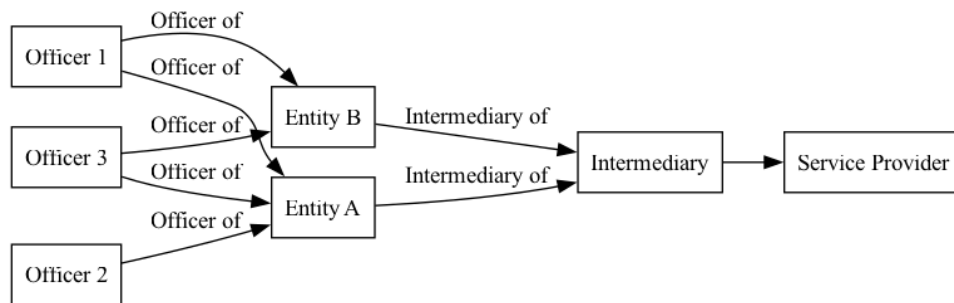 Officer of
Officer 1
Officer of
Entity B
Intermediary of
Officer of
Officer 3
Intermediary
Service Provider
Officer of
Intermediary of
Entity A
Officer of
Officer 2